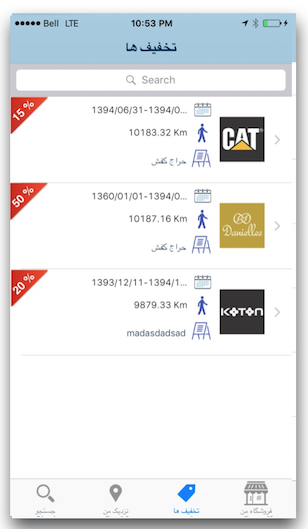 Bell LTE 10:53 PM
تخفیف ها
Search
15 %
1394/06/31-1394/0...
10183.32 Km
حراج کفش
CAT
50 %
1360/01/01-1394/0...
10187.16 Km
حراج کفش
Daniellee
20 %
1393/12/11-1394/1...
9879.33 Km
madasdadsad
KOTON
جستجو
نزدیک من
تخفیف ها
فروشگاه من